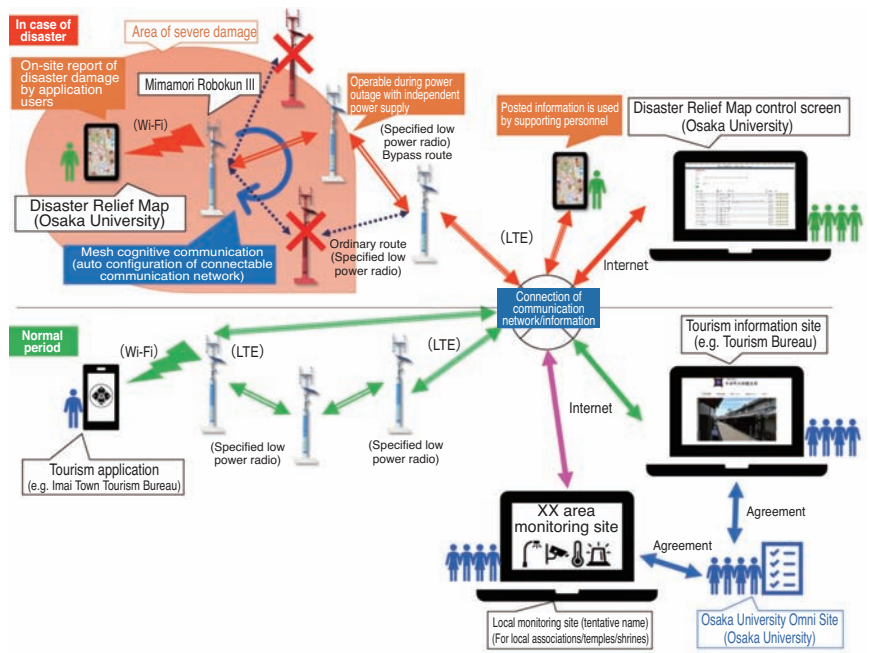 In case of
disaster
Area of severe damage
On-site report of
disaster damage
by application
users
Mimamori Robokun III
(Wi-Fi)
Operable during power
outage with independent
power supply
(Specified low
power radio)
Bypass route
Posted information is used
by supporting personnel
Disaster Relief Map control screen
(Osaka University)
Disaster Relief Map
(Osaka University)
Mesh cognitive communication
(auto configuration of connectable
communication network)
Ordinary route
(Specified low
power radio)
(LTE)
Internet
Connection of
communication
network/information
Normal
period
(Wi-Fi)
(LTE)
(LTE)
Tourism information site
(e.g. Tourism Bureau)
Internet
(Specified low
power radio)
(Specified low
power radio)
Tourism application
(e.g. Imai Town Tourism Bureau)
XX area
monitoring site
Agreement
Agreement
Local monitoring site (tentative name)
(For local associations/temples/shrines)
Osaka University Omni Site
(Osaka University)